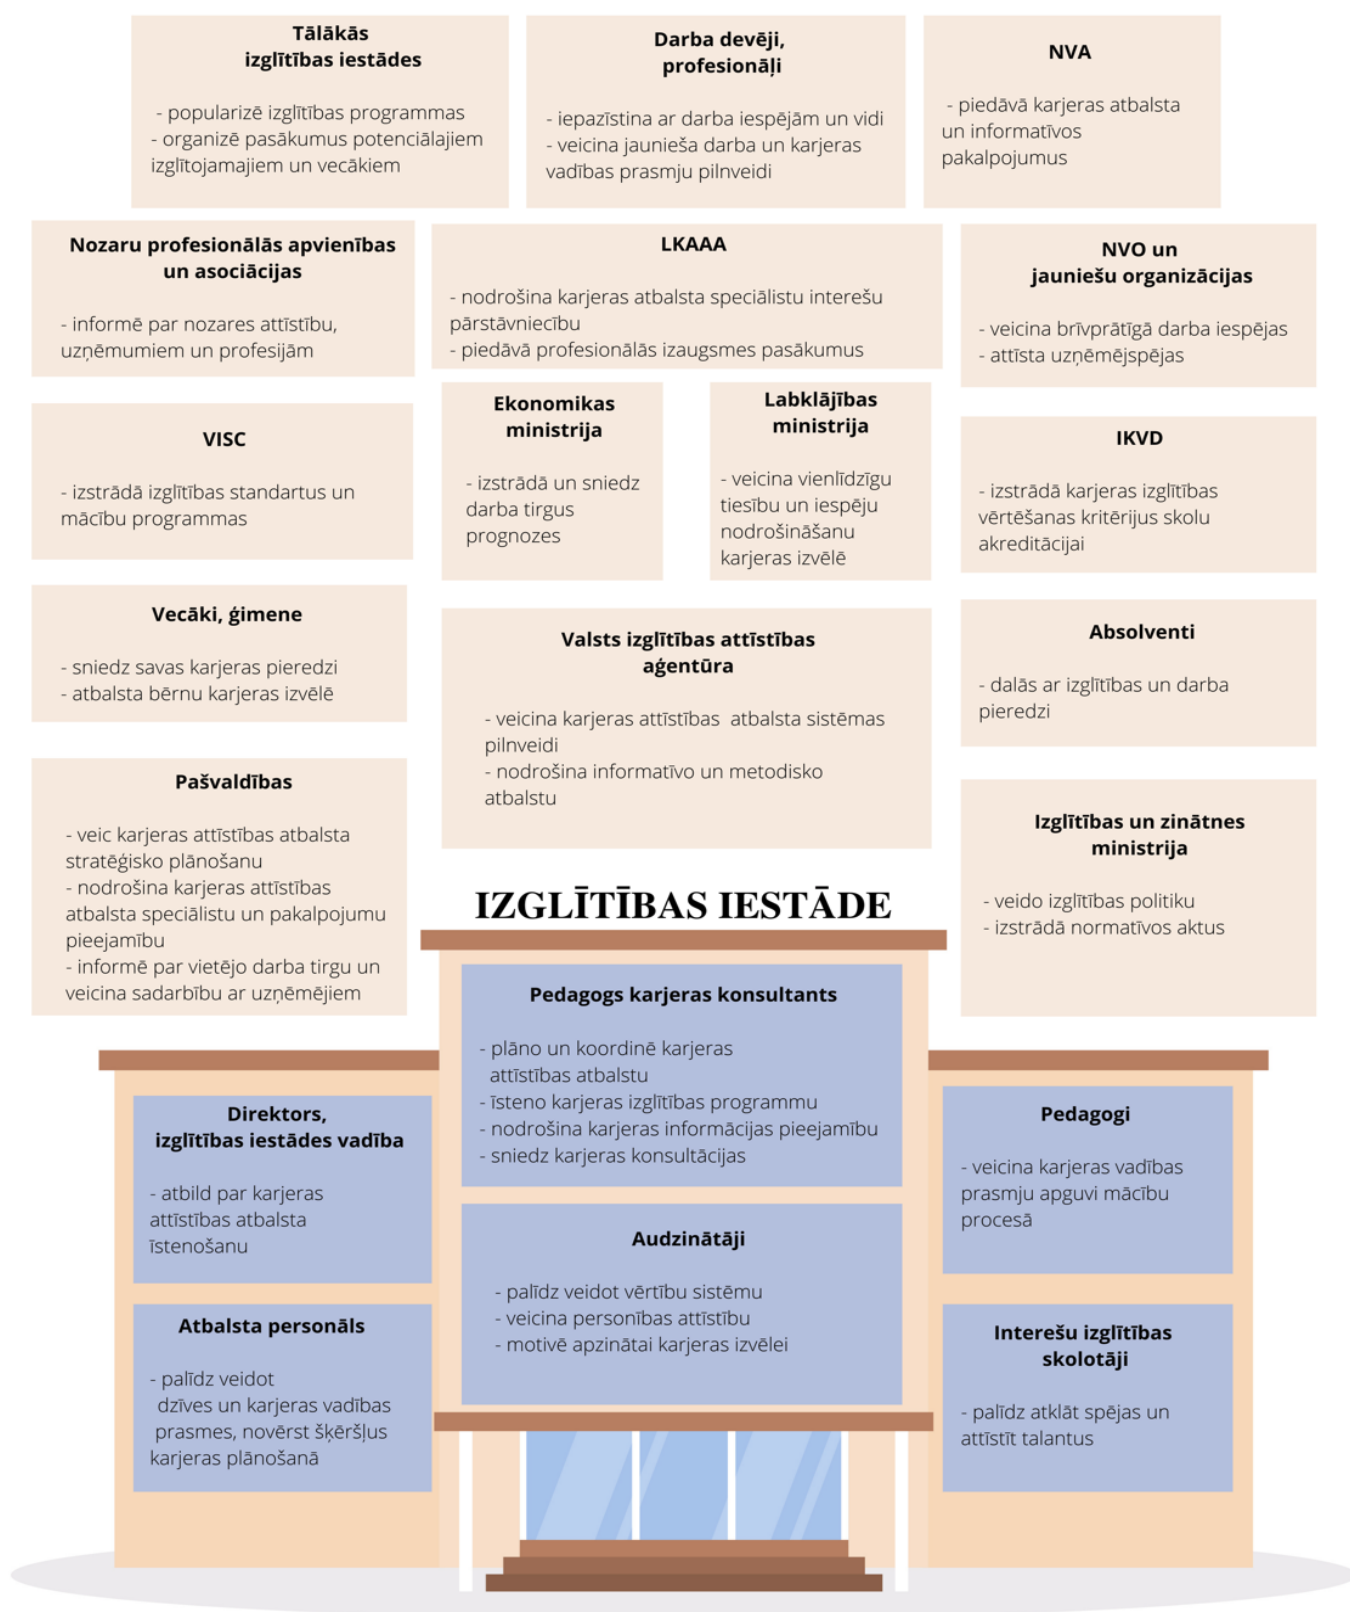 Tālākās
izglītības iestādes
- popularizē izglītības programmas
- organizē pasākumus potenciālajiem
izglītojamajiem un vecākiem
Darba devēji,
profesionāļi
- iepazīstina ar darba iespējām un vidi
- veicina jaunieša darba un karjeras
vadības prasmju pilnveidi
NVA
- piedāvā karjeras atbalsta
un informatīvos
pakalpojumus
Nozaru profesionālās apvienības
un asociācijas
- informē par nozares attīstību,
uzņēmumiem un profesijām
LKAAA
- nodrošina karjeras atbalsta speciālistu interešu
pārstāvniecību
- piedāvā profesionālās izaugsmes pasākumus
NVO un
jauniešu organizācijas
- veicina brīvprātīgā darba iespējas
- attīsta uzņēmējspējas
VISC
- izstrādā izglītības standartus un
mācību programmas
Ekonomikas
ministrija
- izstrādā un sniedz
darba tirgus
prognozes
Labklājības
ministrija
- veicina vienlīdzīgu
tiesību un iespēju
nodrošināšanu
karjeras izvēlē
IKVD
- izstrādā karjeras izglītības
vērtēšanas kritērijus skolu
akreditācijai
Vecāki, ģimene
- sniedz savas karjeras pieredzi
- atbalsta bērnu karjeras izvēlē
Valsts izglītības attīstības
aģentūra
- veicina karjeras attīstības atbalsta sistēmas
pilnveidi
- nodrošina informatīvo un metodisko
atbalstu
Absolventi
- dalās ar izglītības un darba
pieredzi
Pašvaldības
- veic karjeras attīstības atbalsta
stratēģisko plānošanu
- nodrošina karjeras attīstības
atbalsta speciālistu un pakalpojumu
pieejamību
- informē par vietējo darba tirgu un
veicina sadarbību ar uzņēmējiem
Izglītības un zinātnes
ministrija
- veido izglītības politiku
- izstrādā normatīvos aktus
IZGLĪTĪBAS IESTĀDE
Pedagogs karjeras konsultants
- plāno un koordinē karjeras
attīstības atbalstu
- īsteno karjeras izglītības programmu
- nodrošina karjeras informācijas pieejamību
- sniedz karjeras konsultācijas
Direktors,
izglītības iestādes vadība
- atbild par karjeras
attīstības atbalsta
īstenošanu
Pedagogi
- veicina karjeras vadības
prasmju apguvi mācību
procesā
Audzinātāji
- palīdz veidot vērtību sistēmu
- veicina personības attīstību
- motivē apzinātai karjeras izvēlei
Atbalsta personāls
- palīdz veidot
dzīves un karjeras vadības
prasmes, novērst šķēršļus
karjeras plānošanā
Interešu izglītības
skolotāji
- palīdz atklāt spējas un
attīstīt talantus